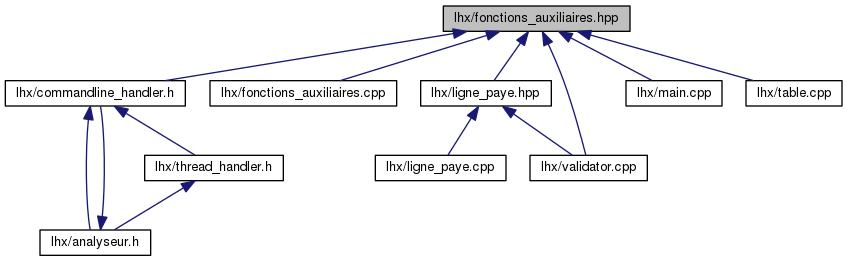 lhx/fonctions_auxiliaires.hpp
lhx/commandline_handler.h
lhx/fonctions_auxiliaires.cpp
lhx/ligne_paye.hpp
lhx/main.cpp
lhx/table.cpp
lhx/thread_handler.h
lhx/ligne_paye.cpp
lhx/validator.cpp
lhx/analyseur.h